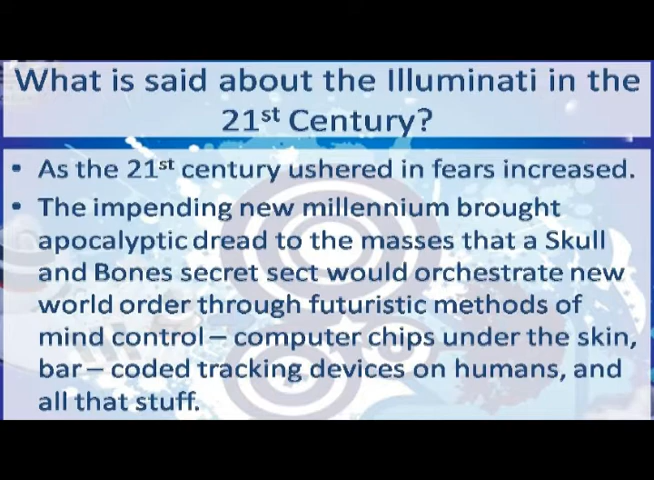 What is said about the Illuminati in the
21st Century?
• As the 21st century ushered in fears increased.
• The impending new millennium brought
apocalyptic dread to the masses that a Skull
and Bones secret sect would orchestrate new
world order through futuristic methods of
mind control – computer chips under the skin,
bar – coded tracking devices on humans, and
all that stuff.